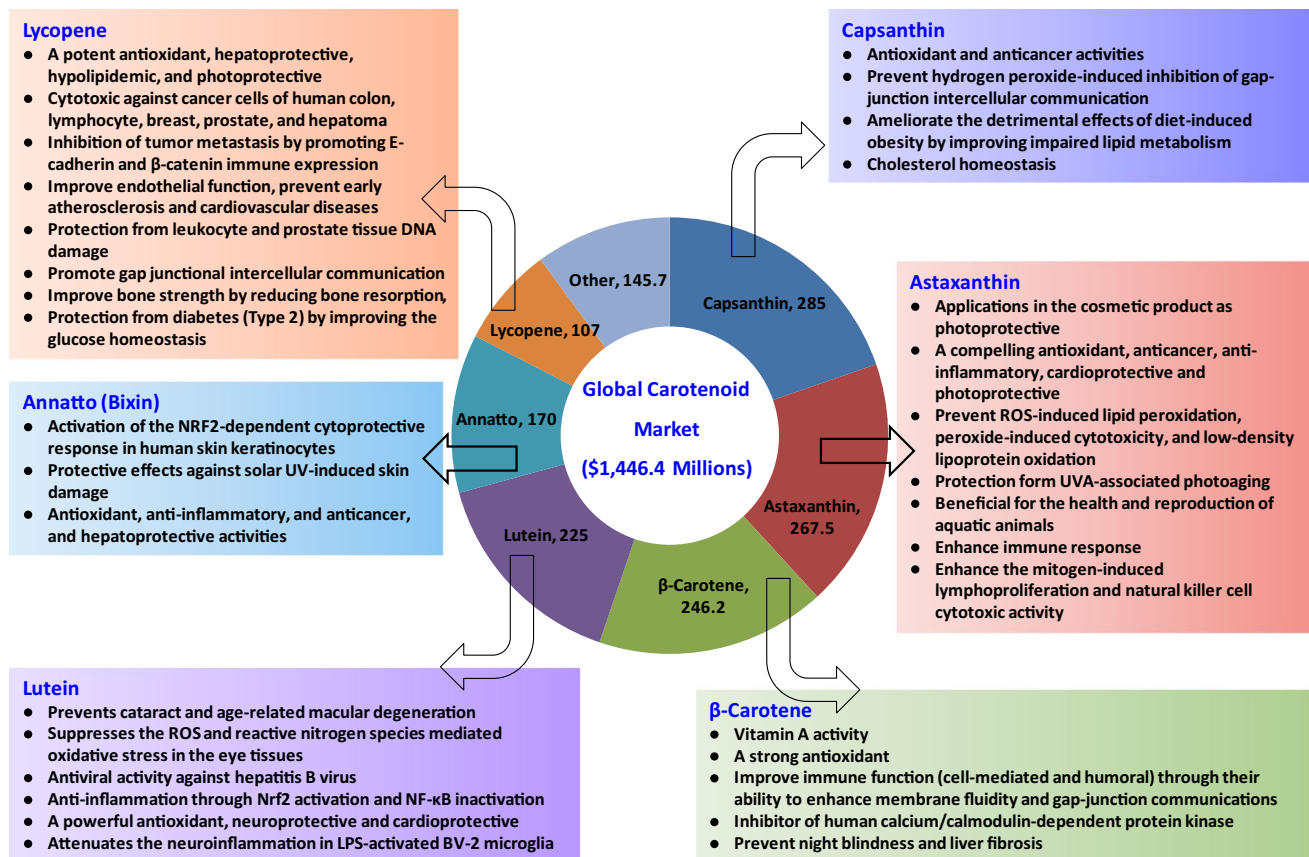 Lycopene
● A potent antioxidant, hepatoprotective,
hypolipidemic, and photoprotective
● Cytotoxic against cancer cells of human colon,
lymphocyte, breast, prostate, and hepatoma
● Inhibition of tumor metastasis by promoting E-
cadherin and β-catenin immune expression
● Improve endothelial function, prevent early
atherosclerosis and cardiovascular diseases
● Protection from leukocyte and prostate tissue DNA
damage
● Promote gap junctional intercellular communication
● Improve bone strength by reducing bone resorption,
● Protection from diabetes (Type 2) by improving the
glucose homeostasis
Capsanthin
● Antioxidant and anticancer activities
● Prevent hydrogen peroxide-induced inhibition of gap-
junction intercellular communication
● Ameliorate the detrimental effects of diet-induced
obesity by improving impaired lipid metabolism
● Cholesterol homeostasis
Annatto (Bixin)
● Activation of the NRF2-dependent cytoprotective
response in human skin keratinocytes
● Protective effects against solar UV-induced skin
damage
● Antioxidant, anti-inflammatory, and anticancer,
and hepatoprotective activities
Other, 145.7
Capsanthin, 285
Lycopene, 107
Annatto, 170
Global Carotenoid
Market
($1,446.4 Millions)
Astaxanthin,
267.5
Lutein, 225
β-Carotene,
246.2
Astaxanthin
● Applications in the cosmetic product as
photoprotective
● A compelling antioxidant, anticancer, anti-
inflammatory, cardioprotective and
photoprotective
● Prevent ROS-induced lipid peroxidation,
peroxide-induced cytotoxicity, and low-density
lipoprotein oxidation
● Protection form UVA-associated photoaging
● Beneficial for the health and reproduction of
aquatic animals
● Enhance immune response
● Enhance the mitogen-induced
lymphoproliferation and natural killer cell
cytotoxic activity
Lutein
● Prevents cataract and age-related macular degeneration
● Suppresses the ROS and reactive nitrogen species mediated
oxidative stress in the eye tissues
● Antiviral activity against hepatitis B virus
● Anti-inflammation through Nrf2 activation and NF-κB inactivation
● A powerful antioxidant, neuroprotective and cardioprotective
● Attenuates the neuroinflammation in LPS-activated BV-2 microglia
β-Carotene
● Vitamin A activity
● A strong antioxidant
● Improve immune function (cell-mediated and humoral) through their
ability to enhance membrane fluidity and gap-junction communications
● Inhibitor of human calcium/calmodulin-dependent protein kinase
● Prevent night blindness and liver fibrosis